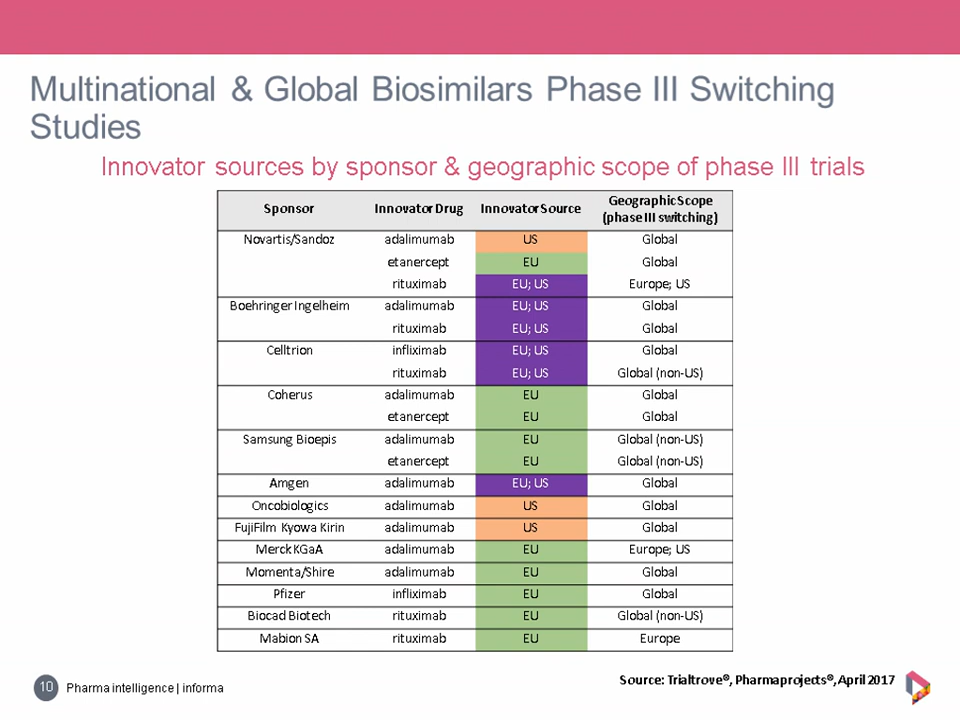 Multinational & Global Biosimilars Phase III Switching
Studies
Innovator sources by sponsor & geographic scope of phase III trials
Sponsor Innovator Drug Innovator Source Geographic Scope (phase III switching)
Novartis/Sandoz adalimumab US Global
etanercept EU Global
rituximab EU; US Europe; US
Boehringer Ingelheim adalimumab EU; US Global
rituximab EU; US Global
Celltrion infliximab EU; US Global
rituximab EU; US Global (non-US)
Coherus adalimumab EU Global
etanercept EU Global
Samsung Bioepis adalimumab EU Global (non-US)
etanercept EU Global (non-US)
Amgen adalimumab EU; US Global
Oncobiologics adalimumab US Global
FujiFilm Kyowa Kirin adalimumab US Global
Merck KGaA adalimumab EU Europe; US
Momenta/Shire adalimumab EU Global
Pfizer infliximab EU Global
Biocad Biotech rituximab EU Global (non-US)
Mabion SA rituximab EU Europe
Source: Trialtrove®, Pharmaprojects®, April 2017
10 Pharma intelligence | informa